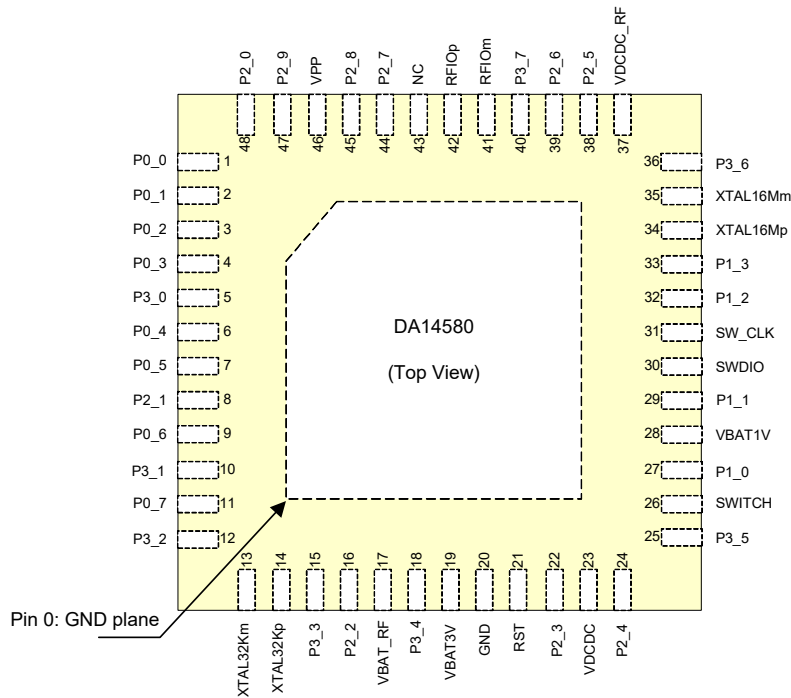 P2_0
P2_9
VPP
P2_8
P2_7
NC
RFIOp
RFIOm
P3_7
P2_6
P2_5
VDCDC_RF
48
47
46
45
44
43
42
41
40
39
38
37
P0_0 1
P0_1 2
P0_2 3
P0_3 4
P3_0 5
P0_4 6
P0_5 7
P2_1 8
P0_6 9
P3_1 10
P0_7 11
P3_2 12
36 P3_6
35 XTAL16Mm
34 XTAL16Mp
33 P1_3
32 P1_2
31 SW_CLK
30 SWDIO
29 P1_1
28 VBAT1V
27 P1_0
26 SWITCH
25 P3_5
DA14580
(Top View)
13
14
15
16
17
18
19
20
21
22
23
24
XTAL32Km
XTAL32Kp
P3_3
P2_2
VBAT_RF
P3_4
VBAT3V
GND
RST
P2_3
VDCDC
P2_4
Pin 0: GND plane